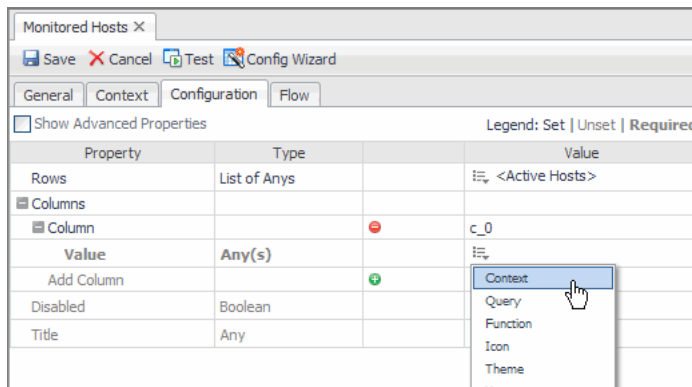 Monitored Hosts
Save Cancel Test Config Wizard
General Context Configuration Flow
Show Advanced Properties Legend: Set | Unset | Required
Property Type Value
Rows List of Anys <Active Hosts>
Columns
Column c_0
Value Any(s)
Context
Add Column
Query
Disabled Boolean
Function
Title Any
Icon
Theme